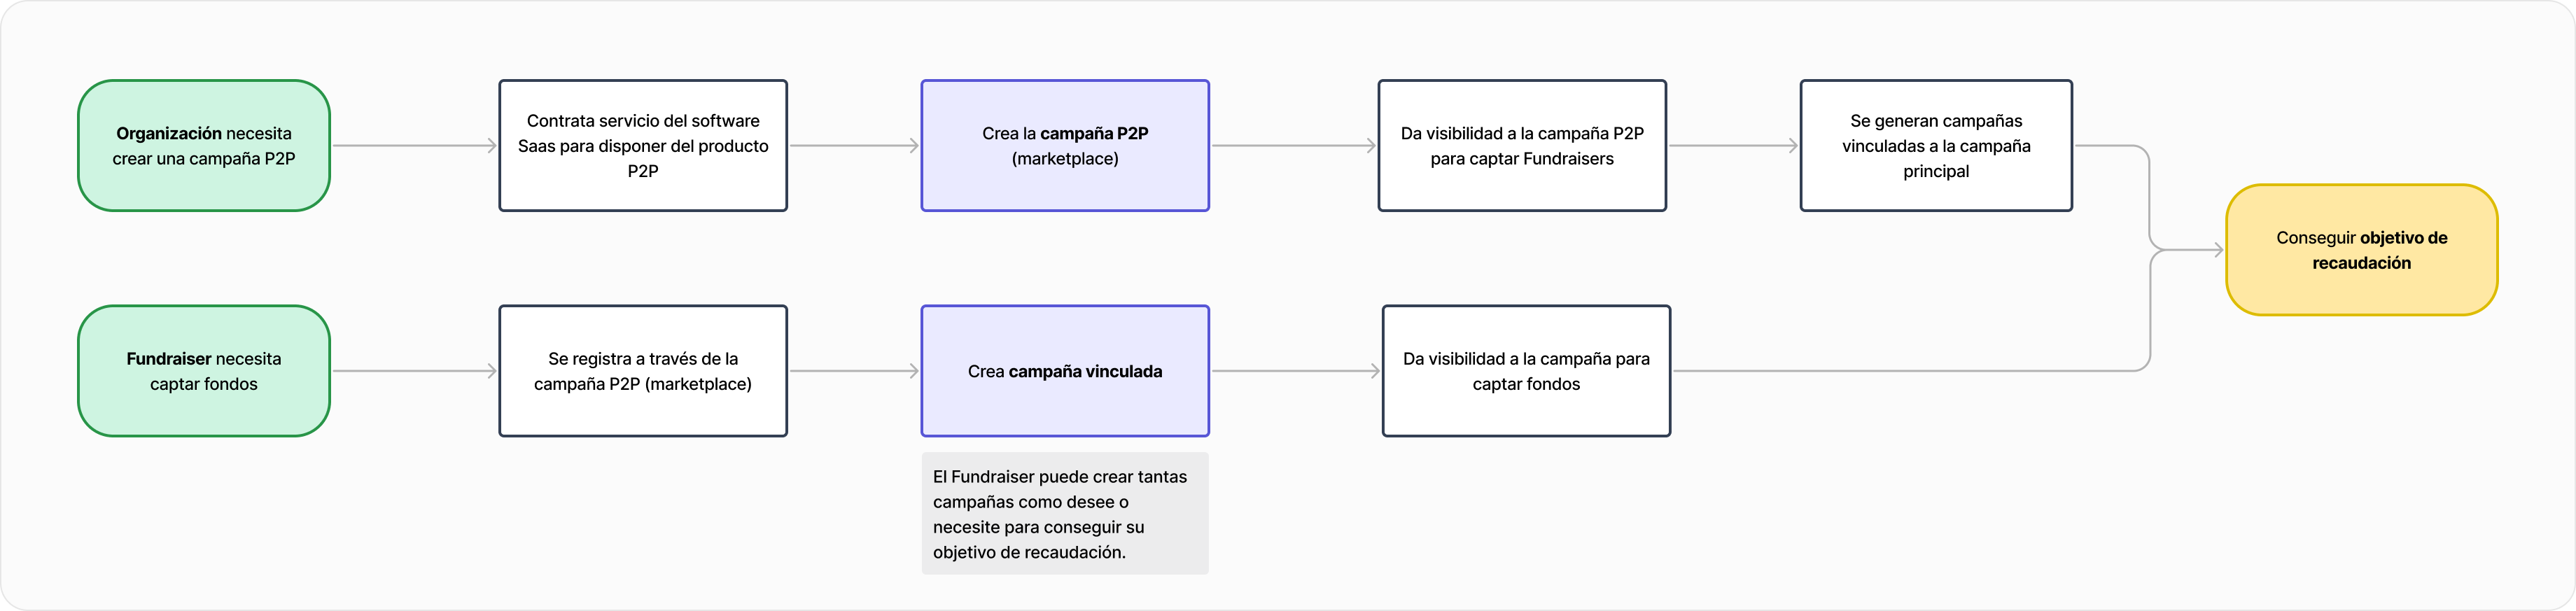 Organización necesita
crear una campaña P2P
Contrata servicio del software
Saas para disponer del producto
P2P
Crea la campaña P2P
(marketplace)
Da visibilidad a la campaña P2P
para captar Fundraisers
Se generan campañas
vinculadas a la campaña
principal
Conseguir objetivo de
recaudación
Fundraiser necesita
captar fondos
Se registra a través de la
campaña P2P (marketplace)
Crea campaña vinculada
Da visibilidad a la campaña para
captar fondos
El Fundraiser puede crear tantas
campañas como desee o
necesite para conseguir su
objetivo de recaudación.